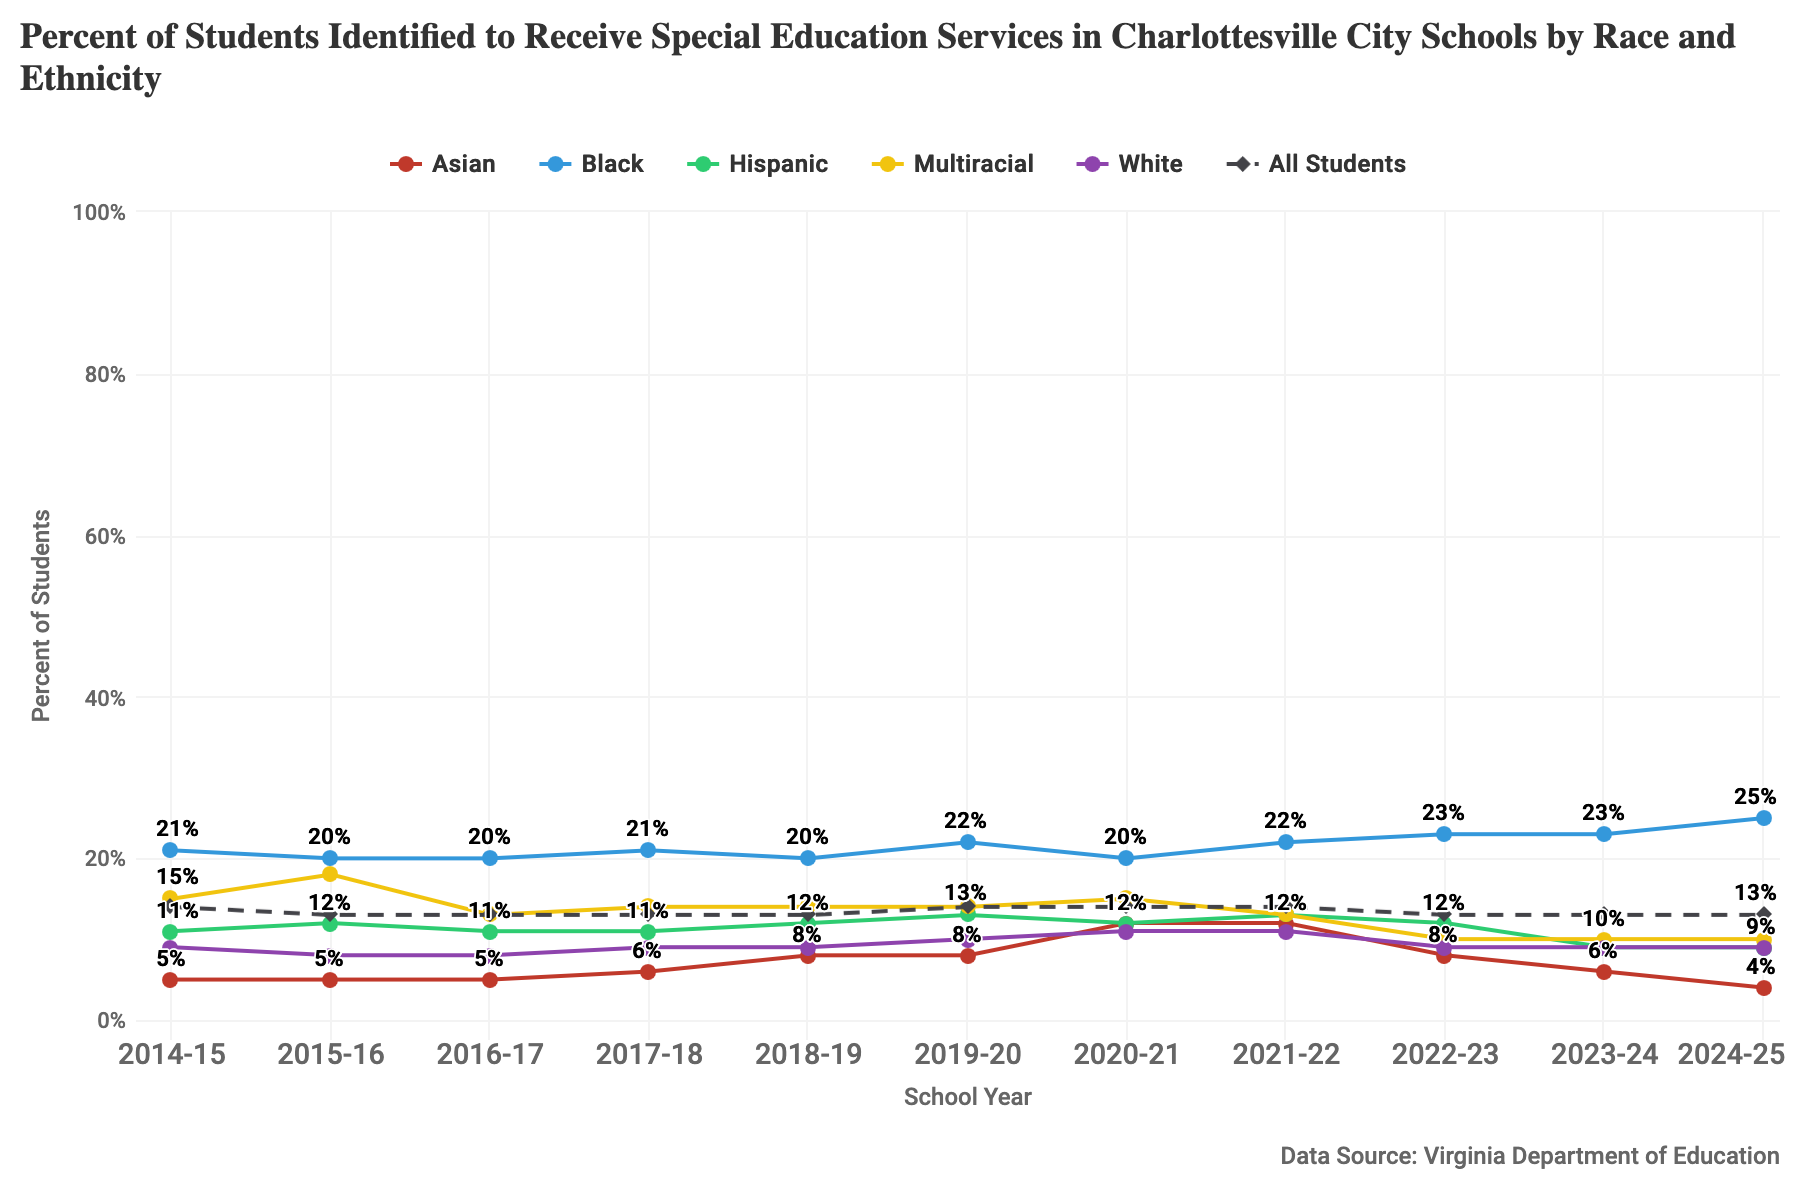 Percent of Students Identified to Receive Special Education Services in Charlottesville City Schools by Race and
Ethnicity
Asian Black Hispanic Multiracial White All Students
100%
80%
60%
40%
20%
0%
Percent of Students
25%
23% 23%
22% 22%
21% 21%
20% 20% 20% 20%
15%
13% 13%
12% 12% 12% 12% 12%
11% 11% 11%
10%
9%
8% 8% 8%
6% 6%
5% 5% 5%
4%
2014-15 2015-16 2016-17 2017-18 2018-19 2019-20 2020-21 2021-22 2022-23 2023-24 2024-25
School Year
Data Source: Virginia Department of Education